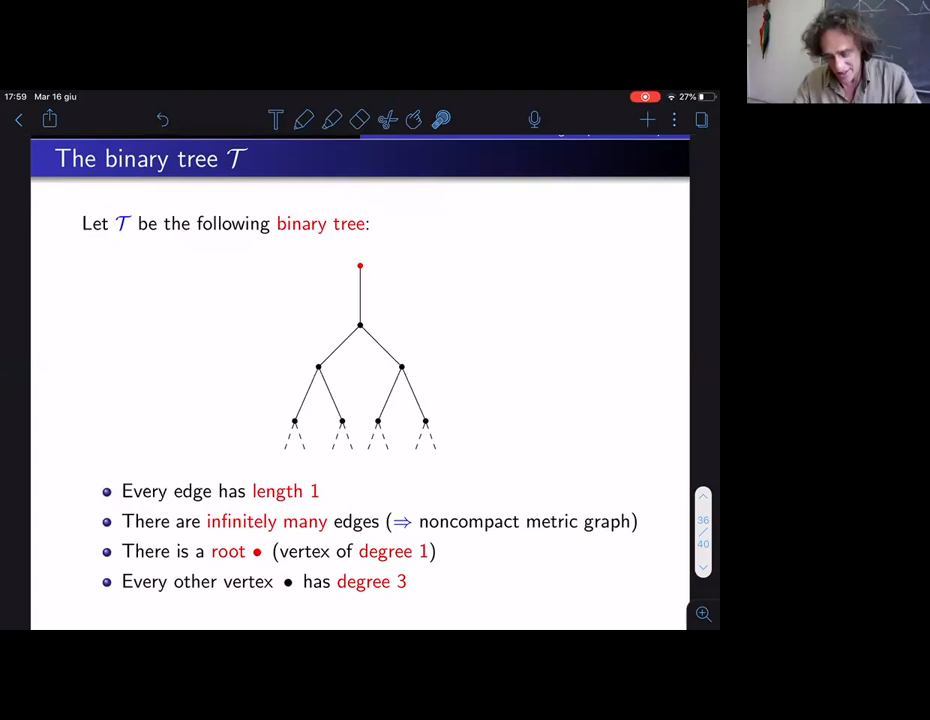 17:59 Mar 16 giu
27%
The binary tree 𝒯
Let 𝒯 be the following binary tree:
Every edge has length 1
There are infinitely many edges (⇒ noncompact metric graph)
There is a root • (vertex of degree 1)
Every other vertex • has degree 3
36
/
40